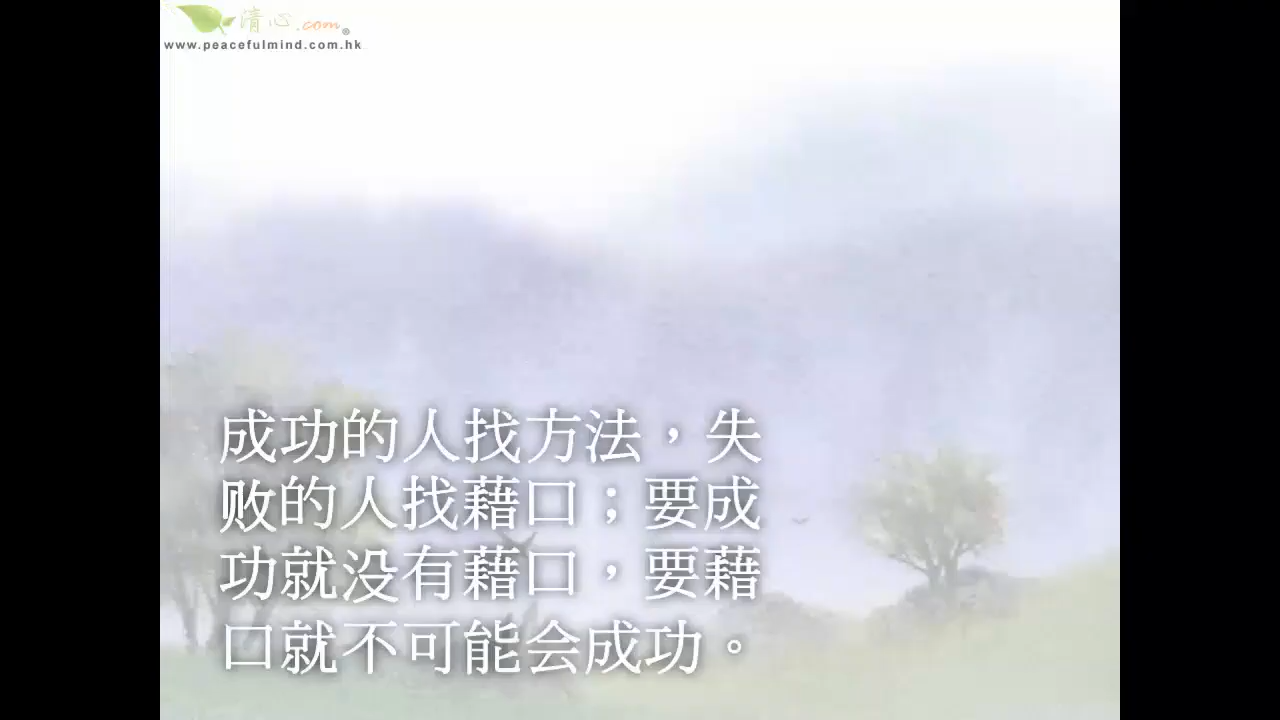 清心.com®
www.peacefulmind.com.hk
成功的人找方法，失
败的人找藉口；要成
功就没有藉口，要藉
口就不可能会成功。